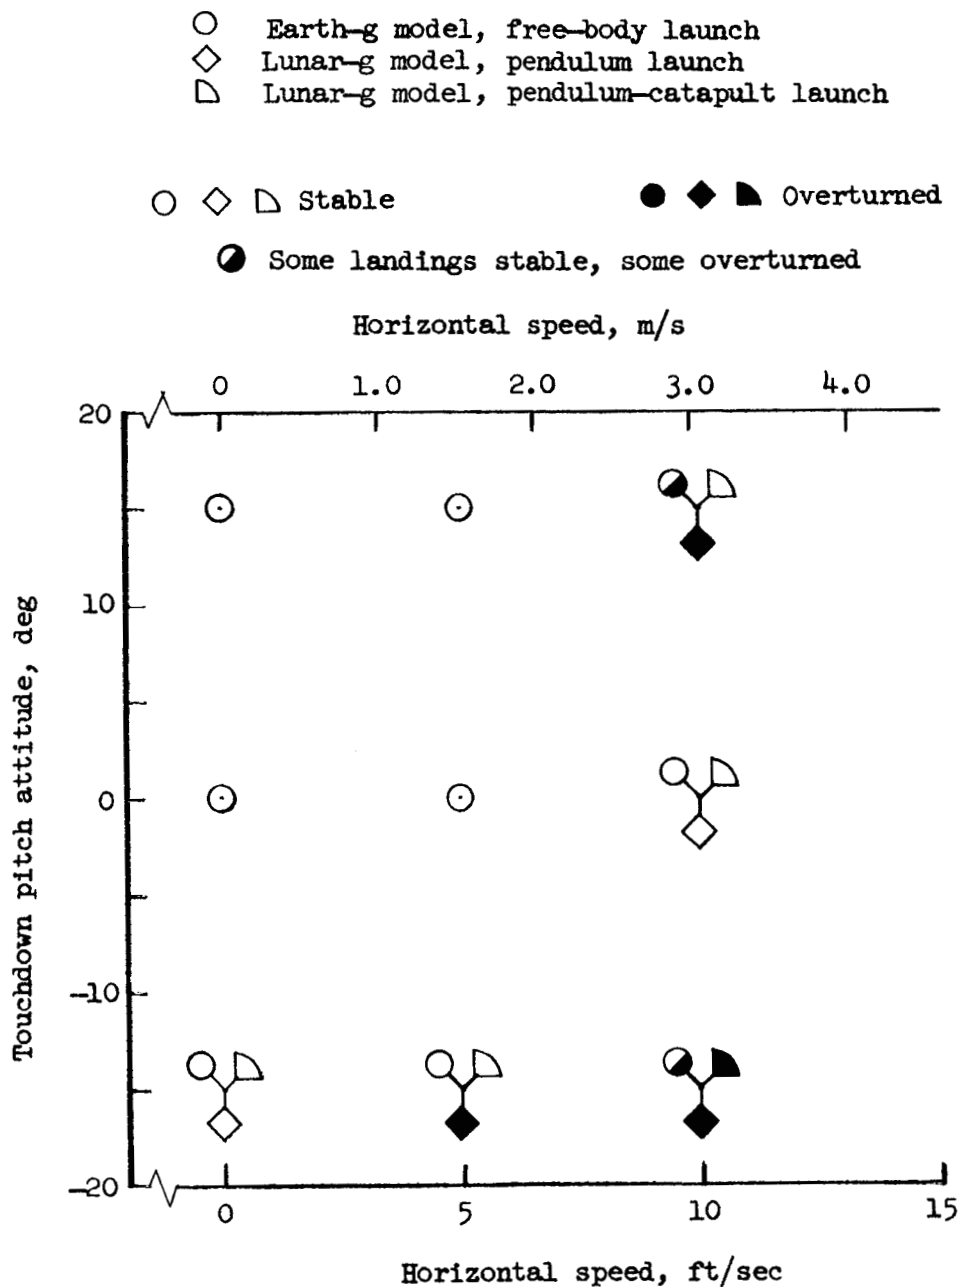 Earth-g model, free-body launch
Lunar-g model, pendulum launch
Lunar-g model, pendulum-catapult launch
Stable
Overturned
Some landings stable, some overturned
Horizontal speed, m/s
0 1.0 2.0 3.0 4.0
20
10
0
-10
-20
Touchdown pitch attitude, deg
0 5 10 15
Horizontal speed, ft/sec